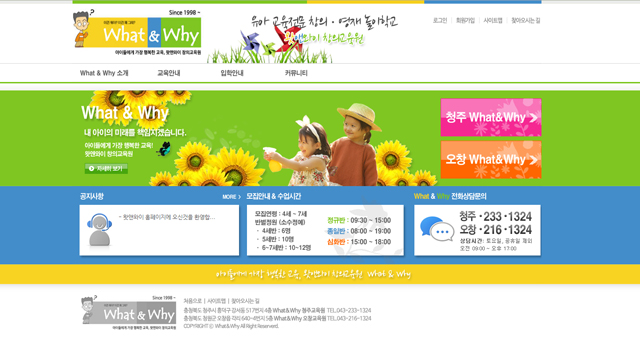 Since 1998 ~
What & Why
아이들에게 가장 행복한 교육, 왓앤와이 창의교육원
유아 교육전문 창의 · 영재 놀이학교
와이 창의교육원
로그인 | 회원가입 | 사이트맵 | 찾아오시는 길
What & Why 소개
교육안내
입학안내
커뮤니티
What & Why
내 아이의 미래를 책임지겠습니다.
아이들에게 가장 행복한 교육!
왓앤와이 창의교육원
자세히 보기
청주 What&Why
오창 What&Why
공지사항
MORE
~ 왓앤와이 홈페이지에 오신것을 환영합...
모집안내 & 수업시간
모집연령 : 4세 ~ 7세
반별정원 (소수정예)
- 4세반 : 6명
- 5세반 : 10명
- 6~7세반 : 10~12명
정규반 : 09:30 ~ 15:00
종일반 : 08:00 ~ 19:00
심화반 : 15:00 ~ 18:00
What & Why 전화상담문의
청주 · 233 - 1324
오창 · 216 - 1324
상담시간 : 토요일, 공휴일 제외
오전 09:00 ~ 오후 17:00
아이들에게 가장 행복한 교육, 왓앤와이 창의교육원 What & Why
Since 1998 ~
What & Why
아이들에게 가장 행복한 교육, 왓앤와이 창의교육원
처음으로 | 사이트맵 | 찾아오시는 길
충청북도 청주시 흥덕구 강서동 517번지 4층 What & Why 청주교육원 TEL.043-233-1324
충청북도 청원군 오창읍 각리 640-4번지 5층 What & Why 오창교육원 TEL.043-216-1324
COPYRIGHT ⓒ What & Why All Right Reserverd.